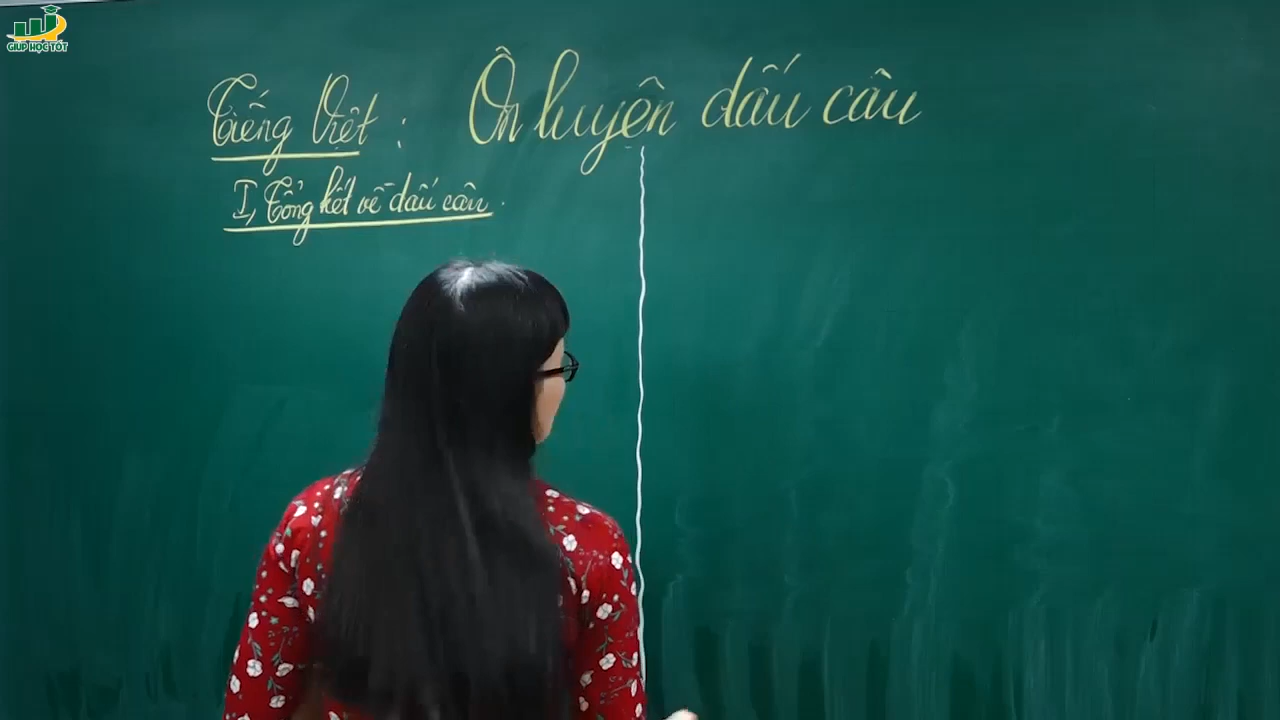 GIÚP HỌC TỐT
Tiếng Việt : Ôn luyện dấu câu
I, Tổng kết về dấu câu.